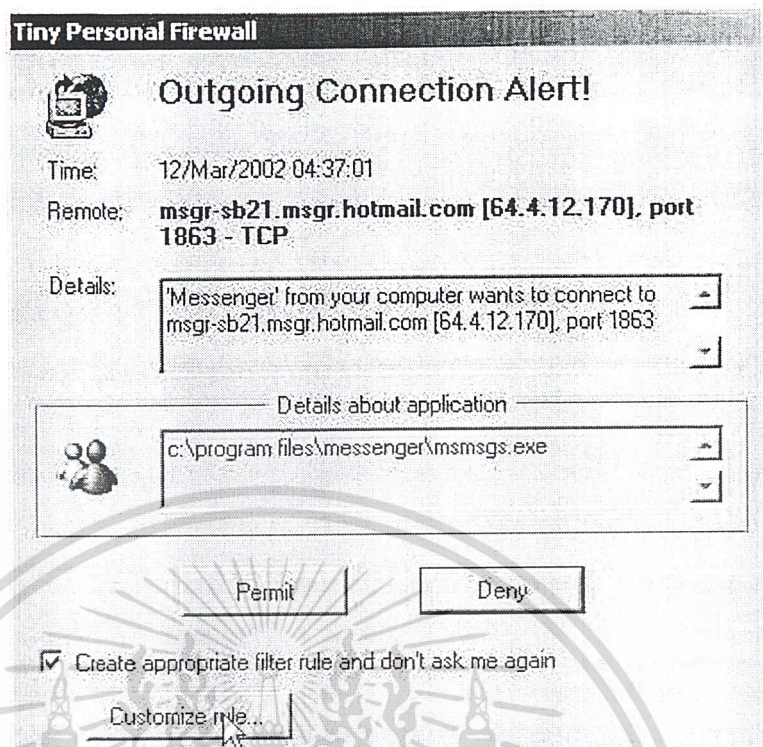 Tiny Personal Firewall
Outgoing Connection Alert!
Time: 12/Mar/2002 04:37:01
Remote: msgr-sb21.msgr.hotmail.com [64.4.12.170], port
1863 - TCP
Details: 'Messenger' from your computer wants to connect to
msgr-sb21.msgr.hotmail.com [64.4.12.170], port 1863
Details about application
c:\program files\messenger\msmsgs.exe
Permit Deny
Create appropriate filter rule and don't ask me again
Customize rule...